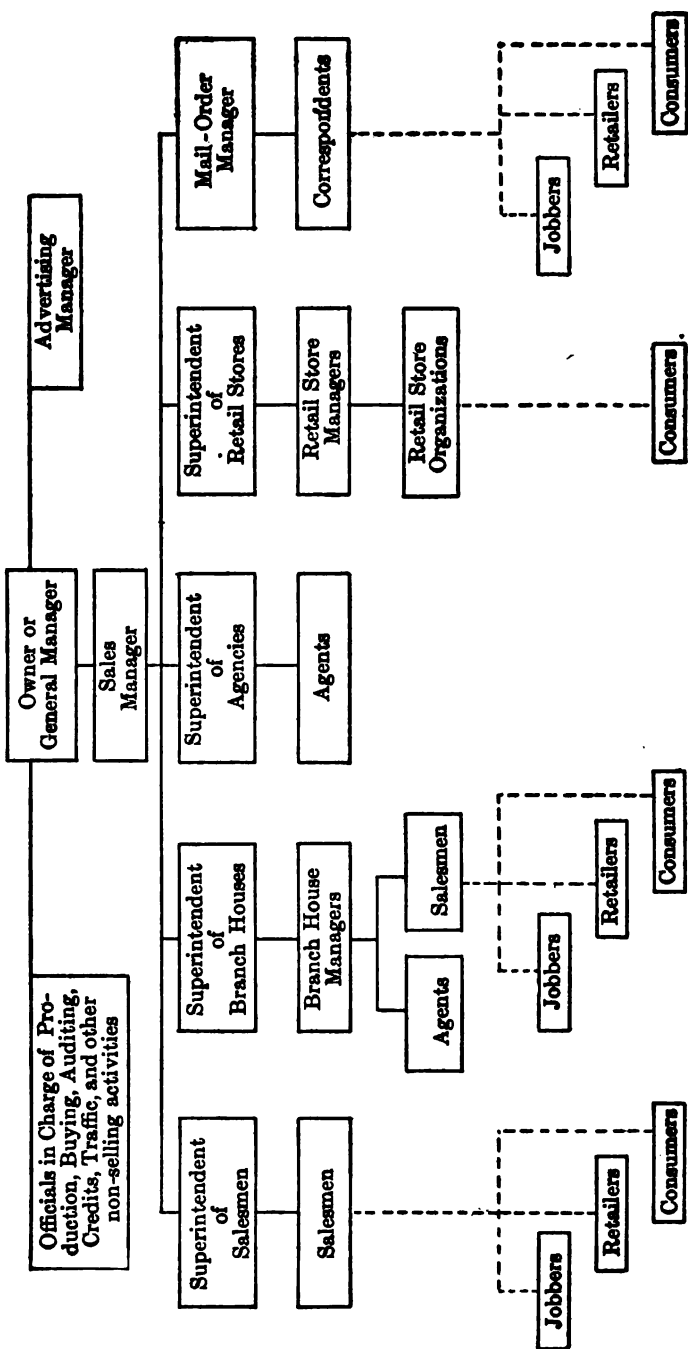 Owner or
General Manager
Officials in Charge of Pro-
duction, Buying, Auditing,
Credits, Traffic, and other
non-selling activities
Advertising
Manager
Sales
Manager
Superintendent
of
Salesmen
Superintendent
of
Branch Houses
Superintendent
of
Agencies
Superintendent
of
Retail Stores
Mail-Order
Manager
Salesmen
Branch House
Managers
Agents
Retail Store
Managers
Correspondents
Agents
Salesmen
Retail Store
Organizations
Jobbers
Retailers
Consumers
Jobbers
Retailers
Consumers
Consumers
Jobbers
Retailers
Consumers